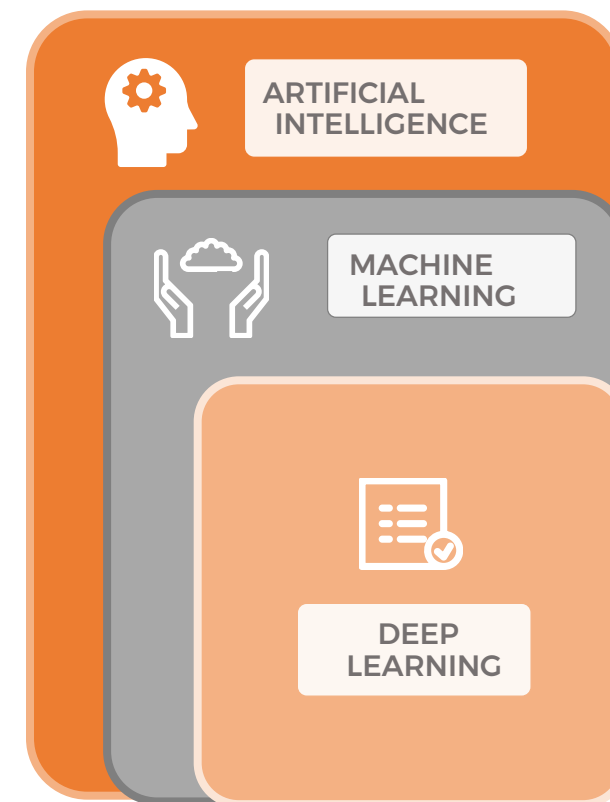 ARTIFICIAL
INTELLIGENCE
MACHINE
LEARNING
DEEP
LEARNING